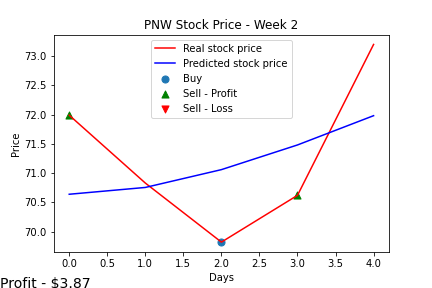 PNW Stock Price - Week 2
Real stock price
Predicted stock price
Buy
Sell - Profit
Sell - Loss
Price
73.0
72.5
72.0
71.5
71.0
70.5
70.0
0.0 0.5 1.0 1.5 2.0 2.5 3.0 3.5 4.0
Days
Profit - $3.87